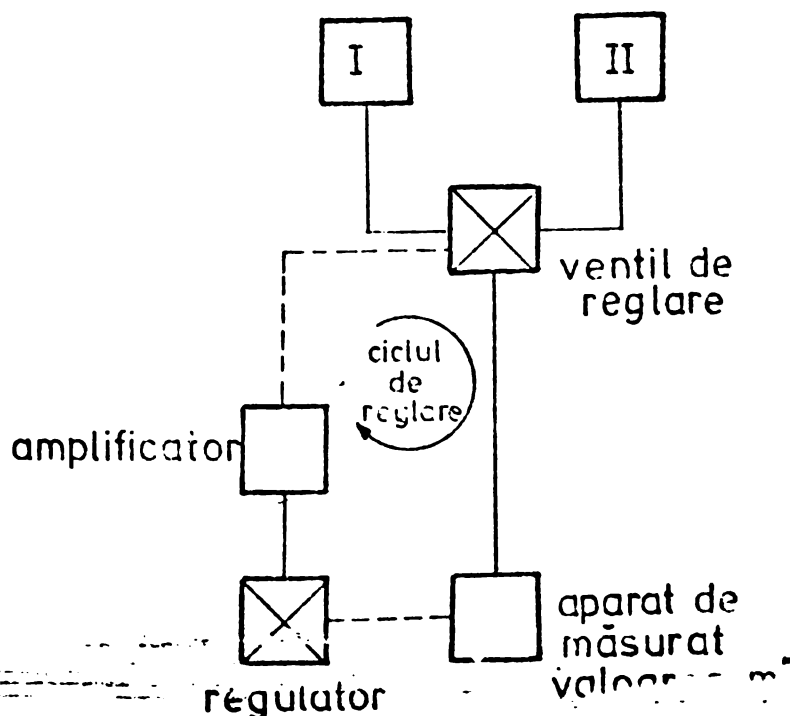 I
II
ventil de
reglare
ciclul
de
reglare
amplificator
aparat de
măsurat
regulator